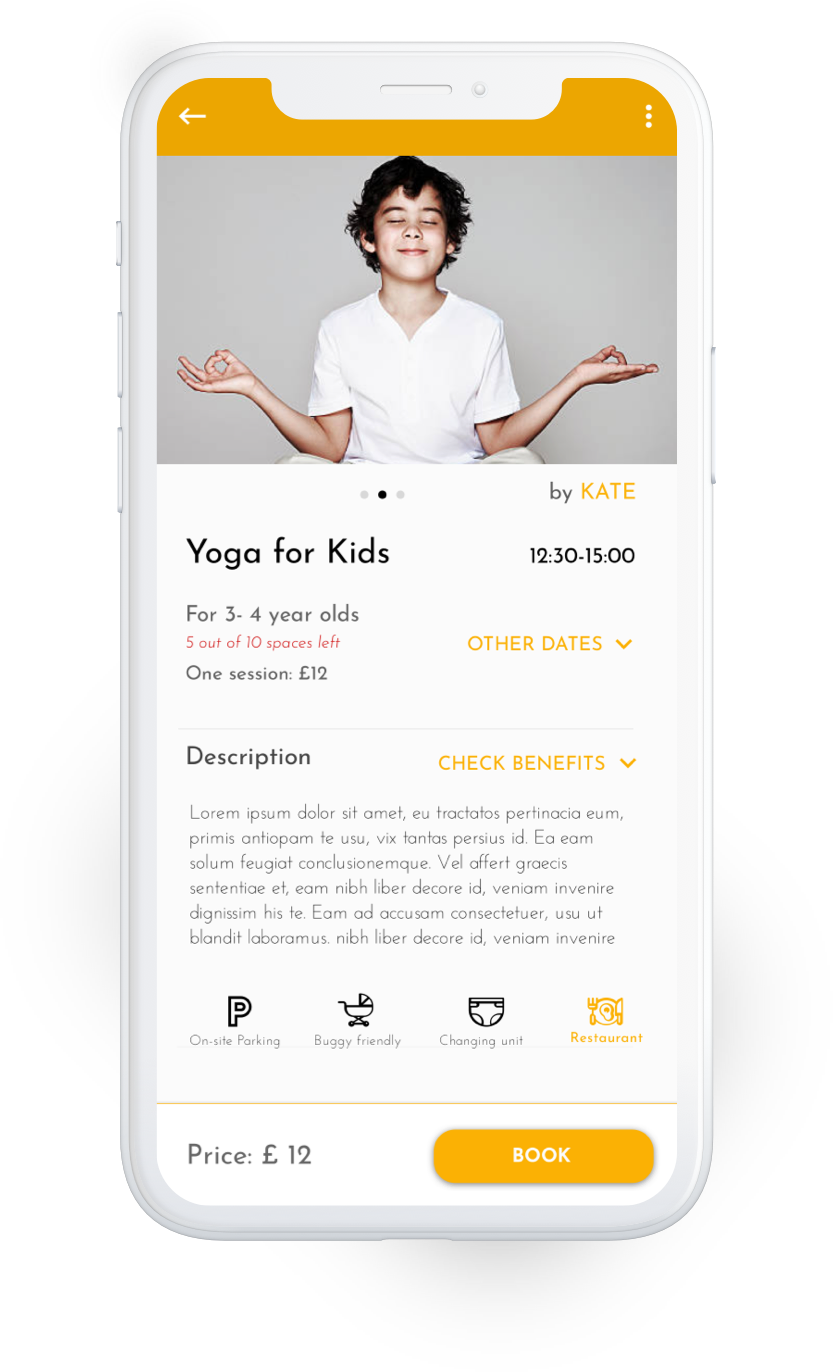 by KATE
Yoga for Kids
12:30-15:00
For 3- 4 year olds
5 out of 10 spaces left
OTHER DATES
One session: £12
Description
CHECK BENEFITS
Lorem ipsum dolor sit amet, eu tractatos pertinacia eum,
primis antiopam te usu, vix tantas persius id. Ea eam
solum feugiat conclusionemque. Vel affert graecis
sententiae et, eam nibh liber decore id, veniam invenire
dignissim his te. Eam ad accusam consectetuer, usu ut
blandit laboramus. nibh liber decore id, veniam invenire
P
On-site Parking
Buggy friendly
Changing unit
Restaurant
Price: £ 12
BOOK